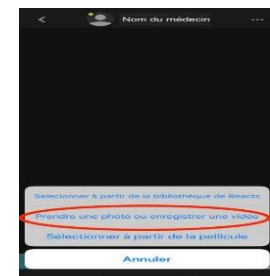 Nom du médecin
Sélectionner à partir de la bibliothèque de Reacts.
Prendre une photo ou enregistrer une vidéo
Sélectionner à partir de la pellicule
Annuler